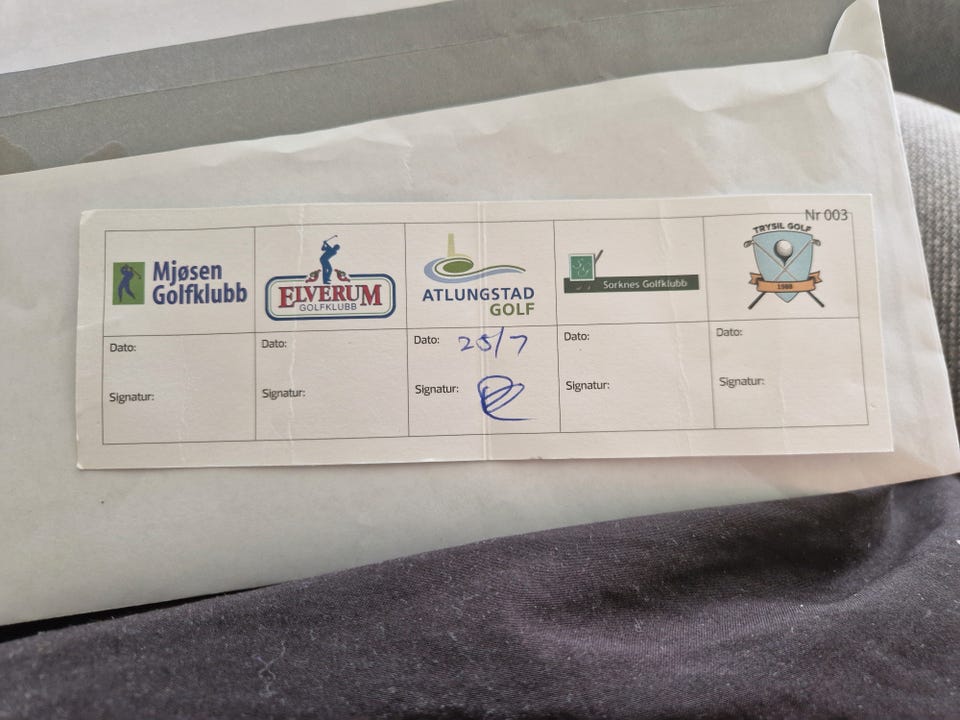 Nr 003
Mjøsen
Golfklubb
ELVERUM
GOLFKLUBB
ATLUNGSTAD
GOLF
Sorknes Golfklubb
TRYSIL GOLF
1988
Dato:
Signatur:
Dato:
Signatur:
Dato: 25/7
Signatur:
Dato:
Signatur:
Dato:
Signatur: